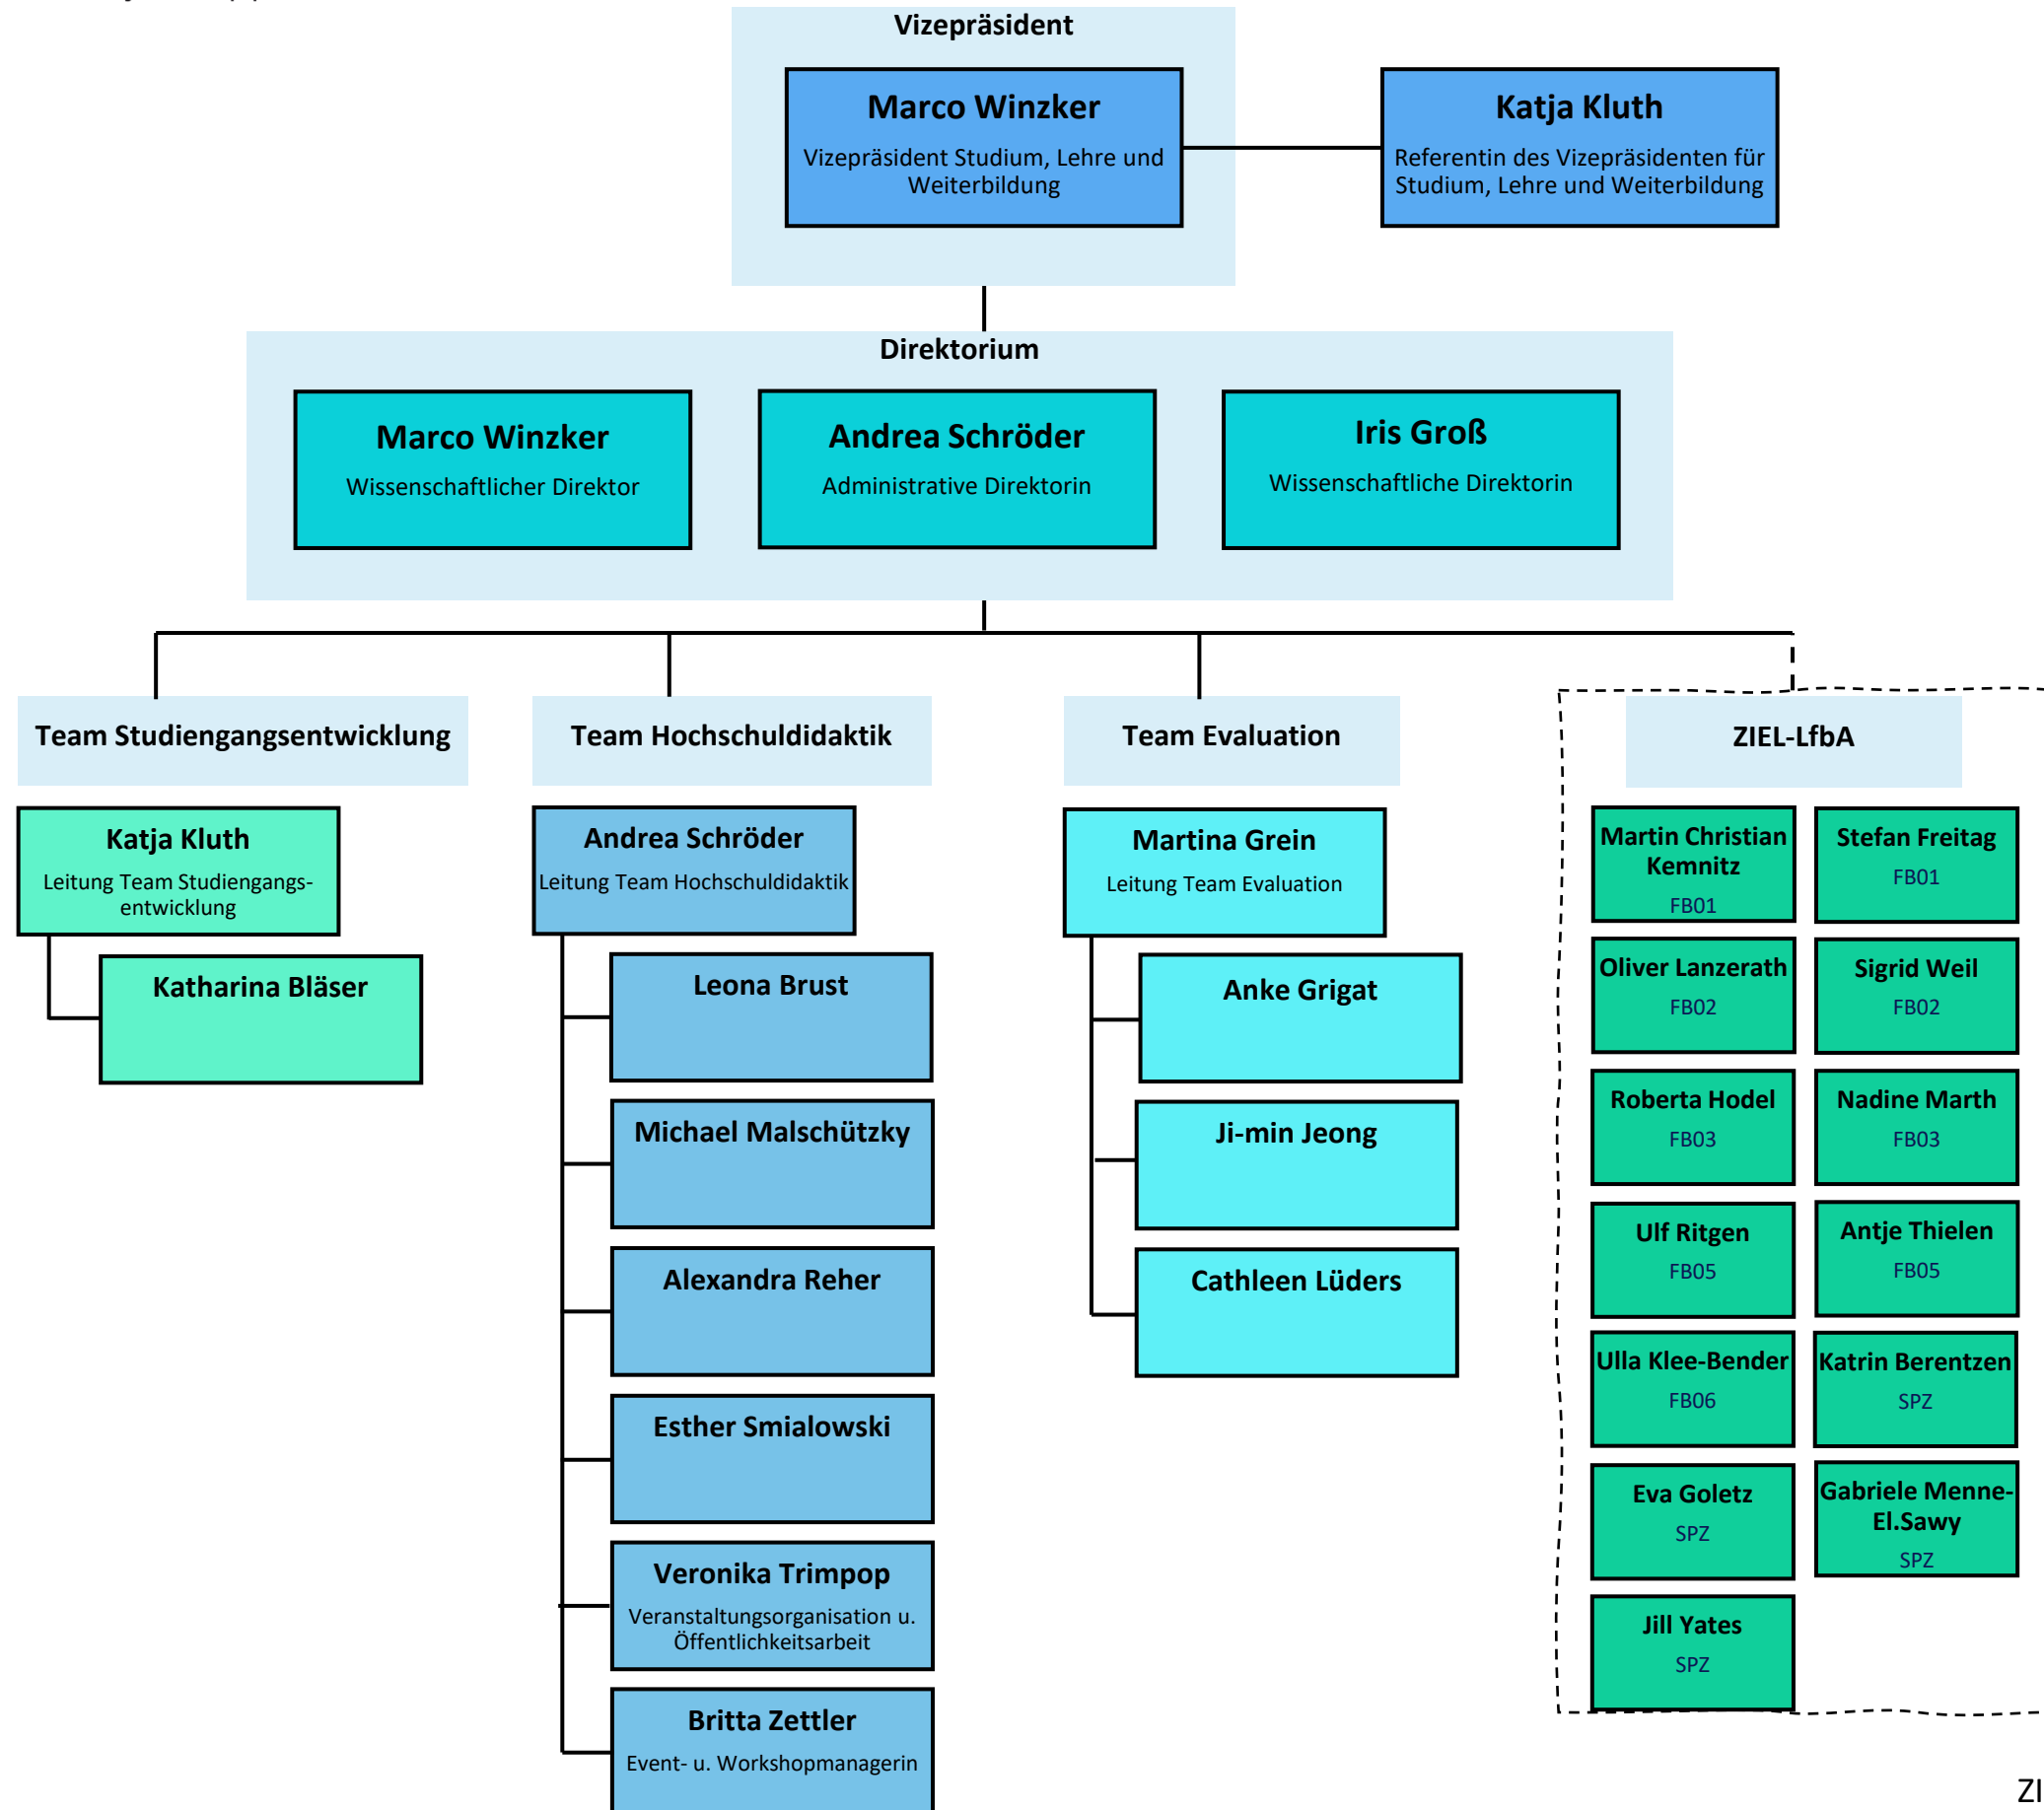 Vizepräsident
Marco Winzker
Vizepräsident Studium, Lehre und
Weiterbildung
Katja Kluth
Referentin des Vizepräsidenten für
Studium, Lehre und Weiterbildung
Direktorium
Marco Winzker
Wissenschaftlicher Direktor
Andrea Schröder
Administrative Direktorin
Iris Groß
Wissenschaftliche Direktorin
Team Studiengangsentwicklung
Katja Kluth
Leitung Team Studiengangs-
entwicklung
Katharina Bläser
Team Hochschuldidaktik
Andrea Schröder
Leitung Team Hochschuldidaktik
Leona Brust
Michael Malschützky
Alexandra Reher
Esther Smialowski
Veronika Trimpop
Veranstaltungsorganisation u.
Öffentlichkeitsarbeit
Britta Zettler
Event- u. Workshopmanagerin
Team Evaluation
Martina Grein
Leitung Team Evaluation
Anke Grigat
Ji-min Jeong
Cathleen Lüders
ZIEL-LfbA
Martin Christian
Kemnitz
FB01
Stefan Freitag
FB01
Oliver Lanzerath
FB02
Sigrid Weil
FB02
Roberta Hodel
FB03
Nadine Marth
FB03
Ulf Ritgen
FB05
Antje Thielen
FB05
Ulla Klee-Bender
FB06
Katrin Berentzen
SPZ
Eva Goletz
SPZ
Gabriele Menne-
El.Sawy
SPZ
Jill Yates
SPZ
ZI